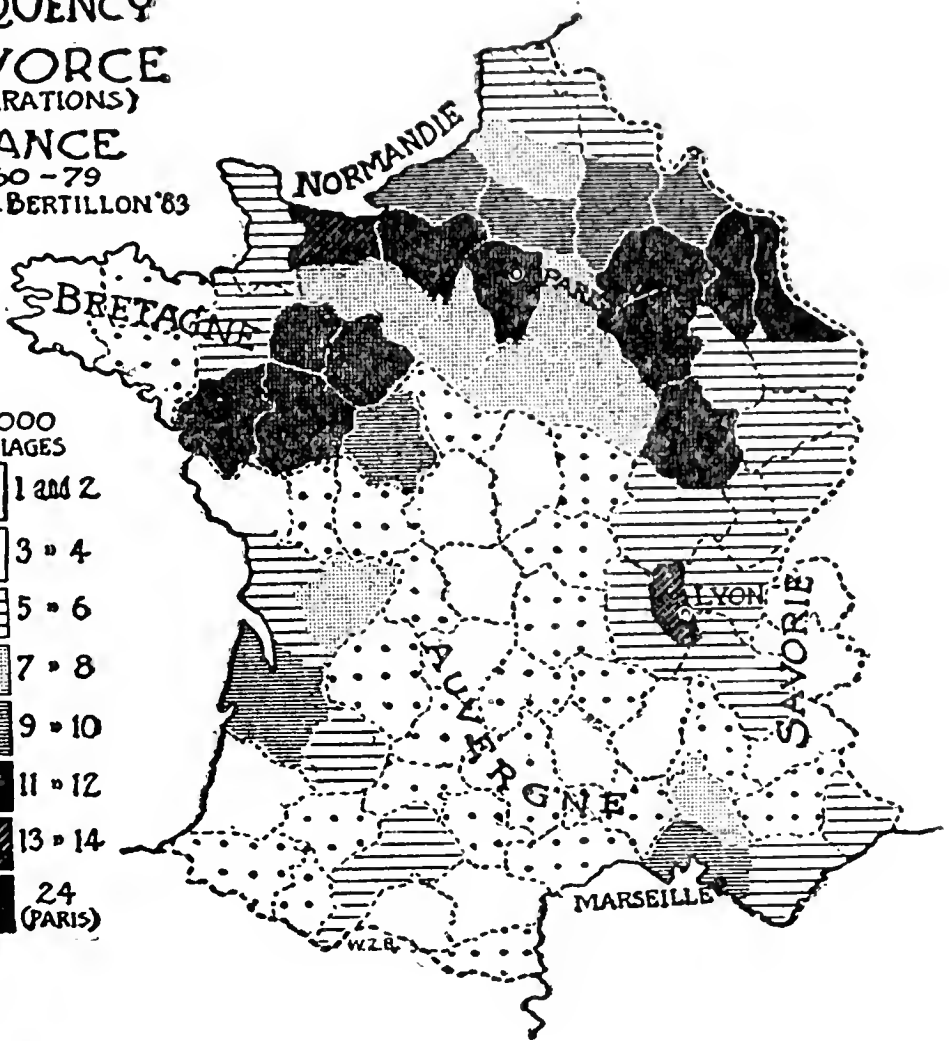 QUENCY
VORCE
RATIONS)
ANCE
60-79
.BERTILLON '83
NORMANDIE
BRETAGNE
PARIS
LYON
SAVORIE
AUVERGNE
MARSEILLE
W.Z.R.
000
IAGES
1 and 2
3 " 4
5 " 6
7 " 8
9 " 10
11 " 12
13 " 14
24
(PARIS)